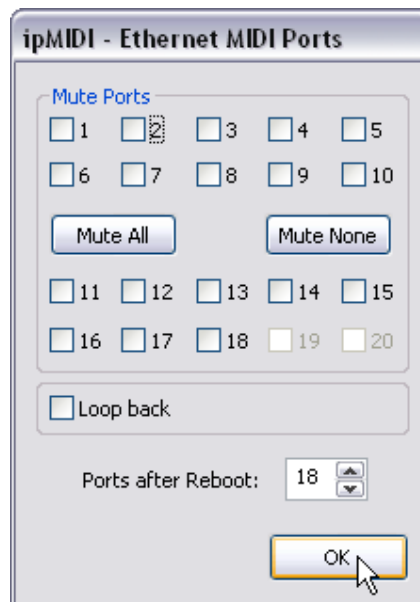 ipMIDI - Ethernet MIDI Ports
Mute Ports
1 2 3 4 5
6 7 8 9 10
Mute All Mute None
11 12 13 14 15
16 17 18 19 20
Loop back
Ports after Reboot: 18
OK